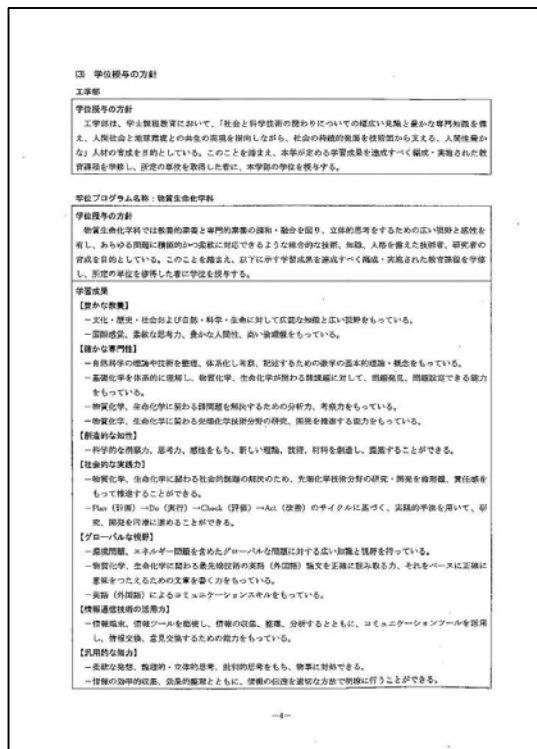 (3) 学位授与の方針
工学部
学位授与の方針
工学部は、学士課程教育において、「社会と科学技術の関わりについての幅広い見識と豊かな専門知識を備
え、人間社会と地球環境との共生の実現を指向しながら、社会の持続的発展を技術面から支える、人間性豊か
な」人材の育成を目的としている。このことを踏まえ、本学が定める学習成果を達成すべく編成・実施された教
育課程を学修し、所定の単位を取得した者に、本学部の学位を授与する。
学位プログラム名称：物質生命化学科
学位授与の方針
物質生命化学科では教養的素養と専門的素養の調和・融合を図り、立体的思考をするための広い視野と感性を
有し、あらゆる問題に積極的かつ柔軟に対応できるような総合的な技術、知識、人格を備えた技術者、研究者の
育成を目的としている。このことを踏まえ、以下に示す学習成果を達成すべく編成・実施された教育課程を学修
し、所定の単位を修得した者に学位を授与する。
学習成果
【豊かな教養】
－文化・歴史・社会および自然・科学・生命に対して広範な知識と広い視野をもっている。
－国際感覚、柔軟な思考力、豊かな人間性、高い倫理観をもっている。
【確かな専門性】
－自然科学の理論や技術を整理、体系化し考察、記述するための数学の基本的理論・概念をもっている。
－基礎化学を体系的に理解し、物質化学、生命化学が関わる諸課題に対して、問題発見、問題設定できる能力
をもっている。
－物質化学、生命化学に関わる諸問題を解決するための分析力、考察力をもっている。
－物質化学、生命化学に関わる先端化学技術分野の研究、開発を推進する能力をもっている。
【創造的な知性】
－科学的な洞察力、思考力、感性をもち、新しい理論、技術、材料を創造し、提案することができる。
【社会的な実践力】
－物質化学、生命化学に関わる社会的課題の解決のため、先端化学技術分野の研究・開発を倫理観、責任感を
もって推進することができる。
－Plan（計画）→Do（実行）→Check（評価）→Act（改善）のサイクルに基づく、実践的手法を用いて、研
究、開発を円滑に進めることができる。
【グローバルな視野】
－環境問題、エネルギー問題を含めたグローバルな問題に対する広い知識と視野を持っている。
－物質化学、生命化学に関わる最先端技術の英語（外国語）論文を正確に読み取る力、それをベースに正確に
意味をつたえるための文章を書く力をもっている。
－英語（外国語）によるコミュニケーションスキルをもっている。
【情報通信技術の活用力】
－情報端末、情報ツールを駆使し、情報の収集、整理、分析するとともに、コミュニケーションツールを活用
し、情報交換、意見交換するための能力をもっている。
【汎用的な知力】
－柔軟な発想、論理的・立体的思考、批判的思考をもち、物事に対処できる。
－情報の効率的収集、効果的整理とともに、情報の伝達を適切な方法で明瞭に行うことができる。
－4－